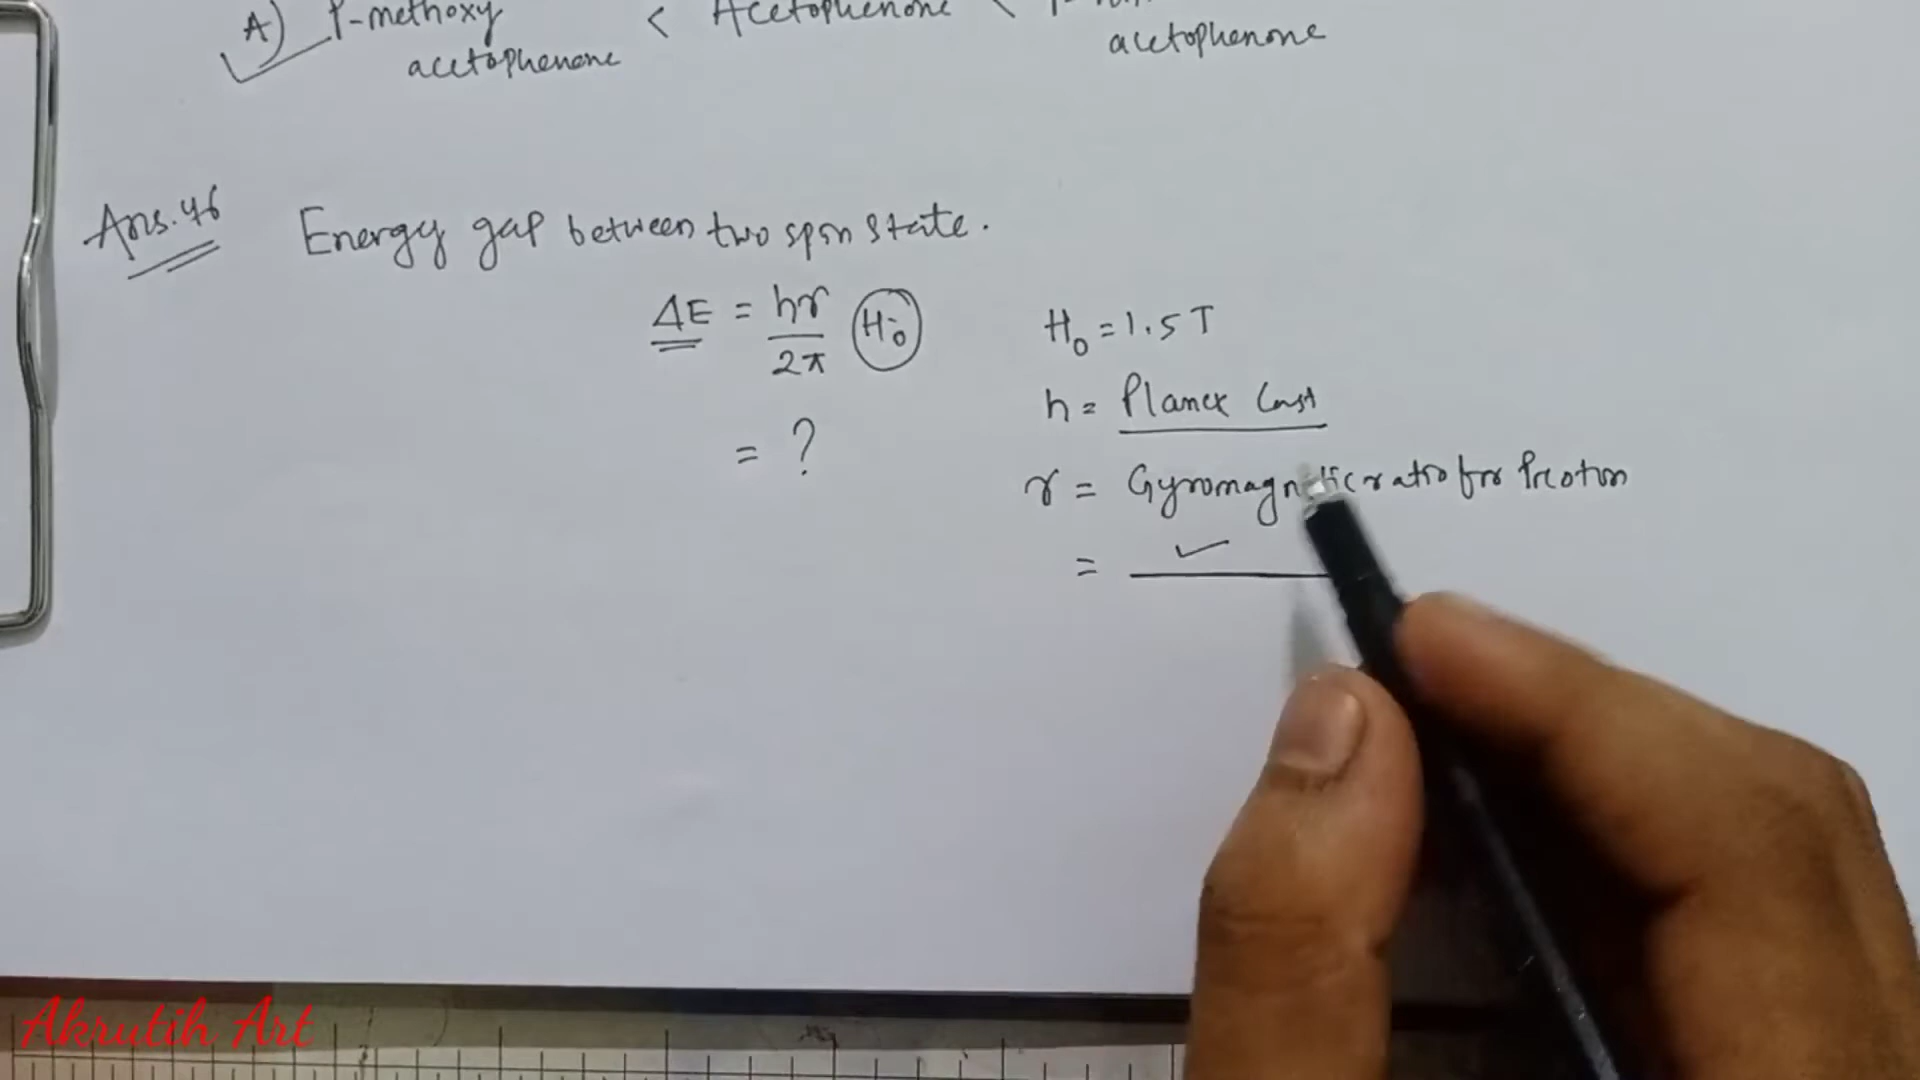 A) P-methoxy < Acetophenone <
acetophenone acetophenone
Ans.46 Energy gap between two spin state.
ΔE = hγ/2π H₀
H₀ = 1.5 T
= ?
h = Planck Const
γ = Gyromagnetic ratio for Proton
= ✓
Akrutih Art